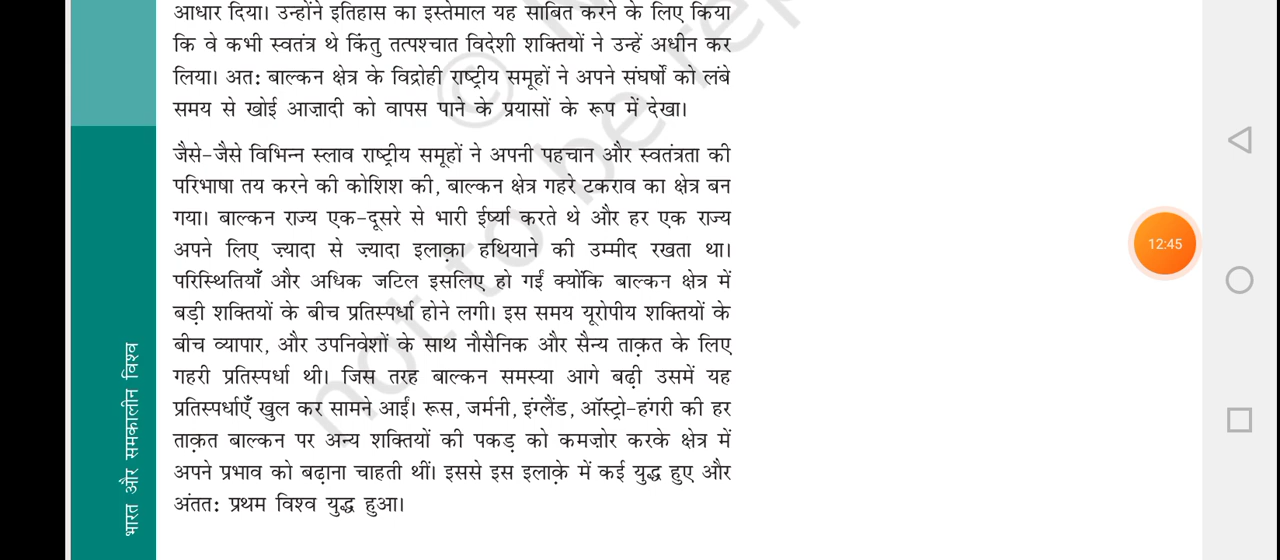 आधार दिया। उन्होंने इतिहास का इस्तेमाल यह साबित करने के लिए किया
कि वे कभी स्वतंत्र थे किंतु तत्पश्चात विदेशी शक्तियों ने उन्हें अधीन कर
लिया। अत: बाल्कन क्षेत्र के विद्रोही राष्ट्रीय समूहों ने अपने संघर्षों को लंबे
समय से खोई आज़ादी को वापस पाने के प्रयासों के रूप में देखा।
जैसे-जैसे विभिन्न स्लाव राष्ट्रीय समूहों ने अपनी पहचान और स्वतंत्रता की
परिभाषा तय करने की कोशिश की, बाल्कन क्षेत्र गहरे टकराव का क्षेत्र बन
गया। बाल्कन राज्य एक-दूसरे से भारी ईर्ष्या करते थे और हर एक राज्य
अपने लिए ज़्यादा से ज़्यादा इलाक़ा हथियाने की उम्मीद रखता था।
परिस्थितियाँ और अधिक जटिल इसलिए हो गईं क्योंकि बाल्कन क्षेत्र में
बड़ी शक्तियों के बीच प्रतिस्पर्धा होने लगी। इस समय यूरोपीय शक्तियों के
बीच व्यापार, और उपनिवेशों के साथ नौसैनिक और सैन्य ताक़त के लिए
गहरी प्रतिस्पर्धा थी। जिस तरह बाल्कन समस्या आगे बढ़ी उसमें यह
प्रतिस्पर्धाएँ खुल कर सामने आईं। रूस, जर्मनी, इंग्लैंड, ऑस्ट्रो-हंगरी की हर
ताक़त बाल्कन पर अन्य शक्तियों की पकड़ को कमज़ोर करके क्षेत्र में
अपने प्रभाव को बढ़ाना चाहती थीं। इससे इस इलाक़े में कई युद्ध हुए और
अंतत: प्रथम विश्व युद्ध हुआ।
भारत और समकालीन विश्व
12:45
© N
not to be rep